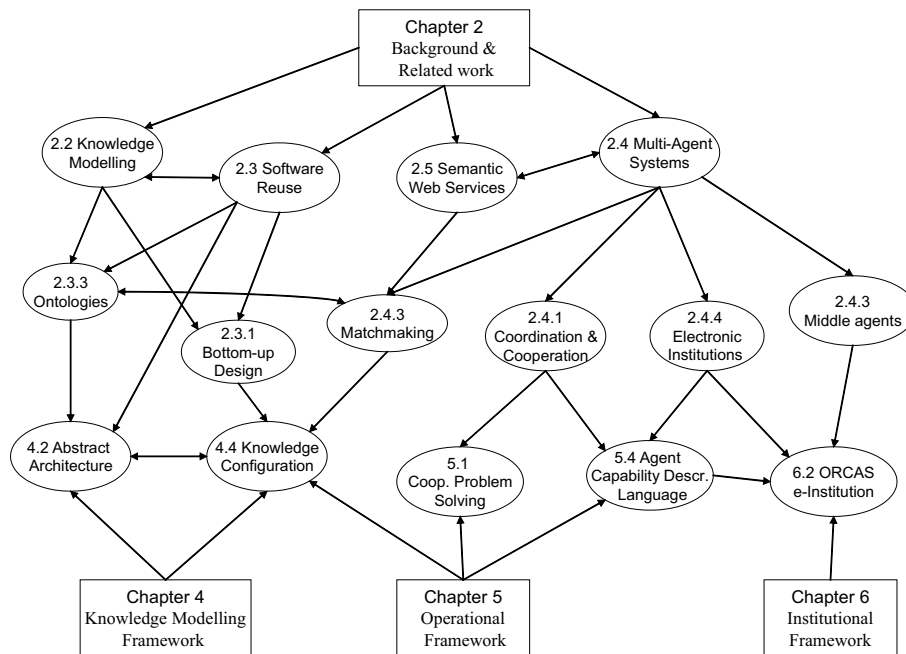 Chapter 2
Background &
Related work
2.2 Knowledge
Modelling
2.3 Software
Reuse
2.5 Semantic
Web Services
2.4 Multi-Agent
Systems
2.3.3
Ontologies
2.3.1
Bottom-up
Design
2.4.3
Matchmaking
2.4.1
Coordination &
Cooperation
2.4.4
Electronic
Institutions
2.4.3
Middle agents
4.2 Abstract
Architecture
4.4 Knowledge
Configuration
5.1
Coop. Problem
Solving
5.4 Agent
Capability Descr.
Language
6.2 ORCAS
e-Institution
Chapter 4
Knowledge Modelling
Framework
Chapter 5
Operational
Framework
Chapter 6
Institutional
Framework